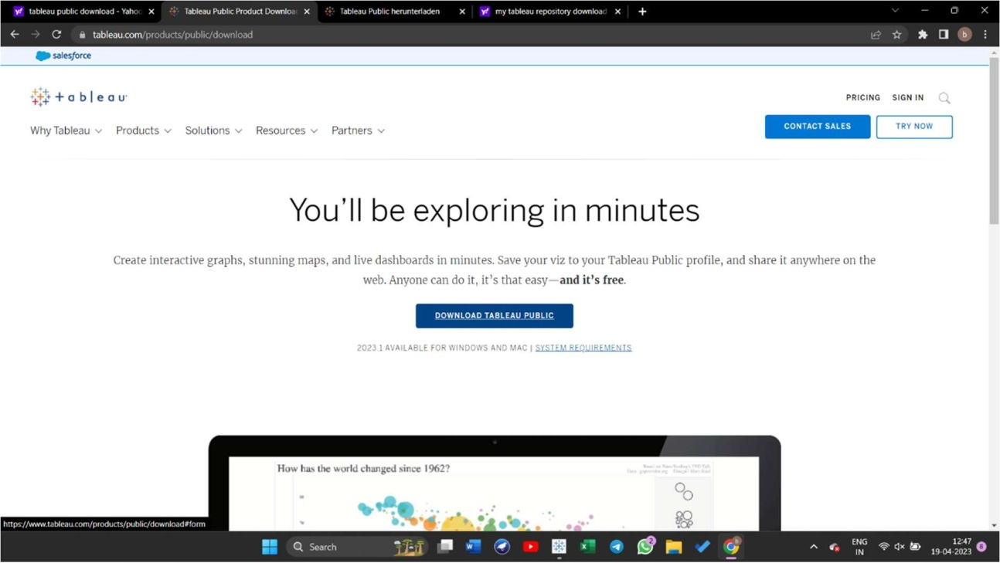 tableau public download - Yahoo
Tableau Public Product Download
Tableau Public herunterladen
my tableau repository download
tableau.com/products/public/download
b
salesforce
+ a b l e a u
PRICING
SIGN IN
Why Tableau
Products
Solutions
Resources
Partners
CONTACT SALES
TRY NOW
You'll be exploring in minutes
Create interactive graphs, stunning maps, and live dashboards in minutes. Save your viz to your Tableau Public profile, and share it anywhere on the
web. Anyone can do it, it's that easy—and it's free.
DOWNLOAD TABLEAU PUBLIC
2023.1 AVAILABLE FOR WINDOWS AND MAC | SYSTEM REQUIREMENTS
How has the world changed since 1962?
https://www.tableau.com/products/public/download#form
Search
2
ENG
IN
12:47
19-04-2023
8